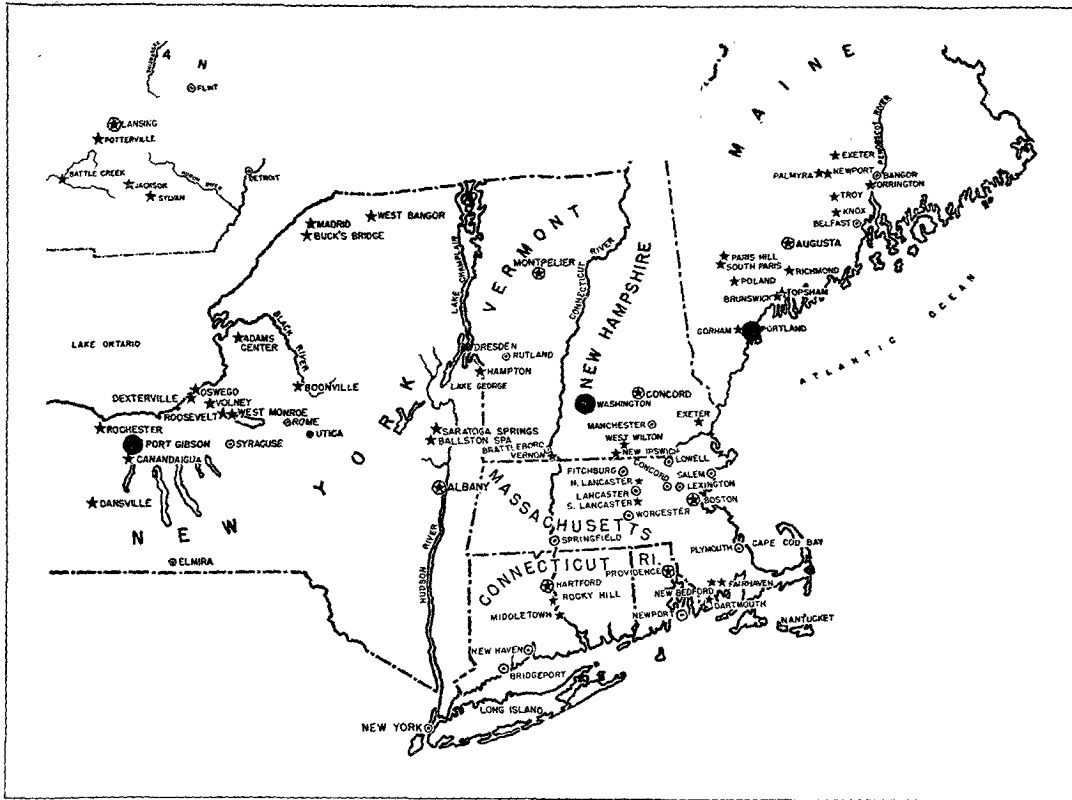 4 N
FLINT
LANSING
POTTERVILLE
BATTLE CREEK
JACKSON
SYLVAN
HURON RIVER
DETROIT
MAINE
PENOBSCOT RIVER
EXETER
PALMYRA
NEWPORT
BANGOR
ORRINGTON
TROY
KNOX
BELFAST
AUGUSTA
PARIS HILL
SOUTH PARIS
RICHMOND
POLAND
TOPSHAM
BRUNSWICK
GORHAM
PORTLAND
ATLANTIC OCEAN
MADRID
WEST BANGOR
BUCK'S BRIDGE
LAKE CHAMPLAIN
VERMONT
MONTPELIER
CONNECTICUT RIVER
NEW HAMPSHIRE
LAKE ONTARIO
ADAMS
CENTER
BLACK RIVER
DRESDEN
RUTLAND
HAMPTON
LAKE GEORGE
OSWEGO
DEXTERVILLE
VOLNEY
BOONVILLE
ROOSEVELT
WEST MONROE
ROME
UTICA
ROCHESTER
PORT GIBSON
SYRACUSE
CANANDAIGUA
DANSVILLE
NEW YORK
ELMIRA
SARATOGA SPRINGS
BALLSTON SPA
ALBANY
HUDSON RIVER
WASHINGTON
CONCORD
MANCHESTER
EXETER
WEST WILTON
BRATTLEBORO
VERNON
NEW IPSWICH
LOWELL
FITCHBURG
CONCORD
SALEM
N. LANCASTER
LEXINGTON
LANCASTER
S. LANCASTER
BOSTON
WORCESTER
MASSACHUSETTS
SPRINGFIELD
PLYMOUTH
CAPE COD BAY
CONNECTICUT
R.I.
PROVIDENCE
HARTFORD
ROCKY HILL
MIDDLETOWN
NEW BEDFORD
FAIRHAVEN
DARTMOUTH
NEWPORT
NANTUCKET
NEW HAVEN
BRIDGEPORT
LONG ISLAND
NEW YORK